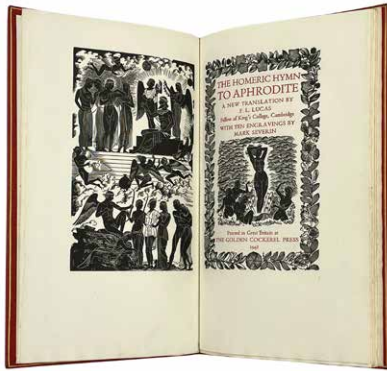 THE HOMERIC HYMN
TO APHRODITE
A NEW TRANSLATION BY
F. L. LUCAS
Fellow of King's College, Cambridge
WITH TEN ENGRAVINGS BY
MARK SEVERIN
Printed in Great Britain at
THE GOLDEN COCKEREL PRESS
1948